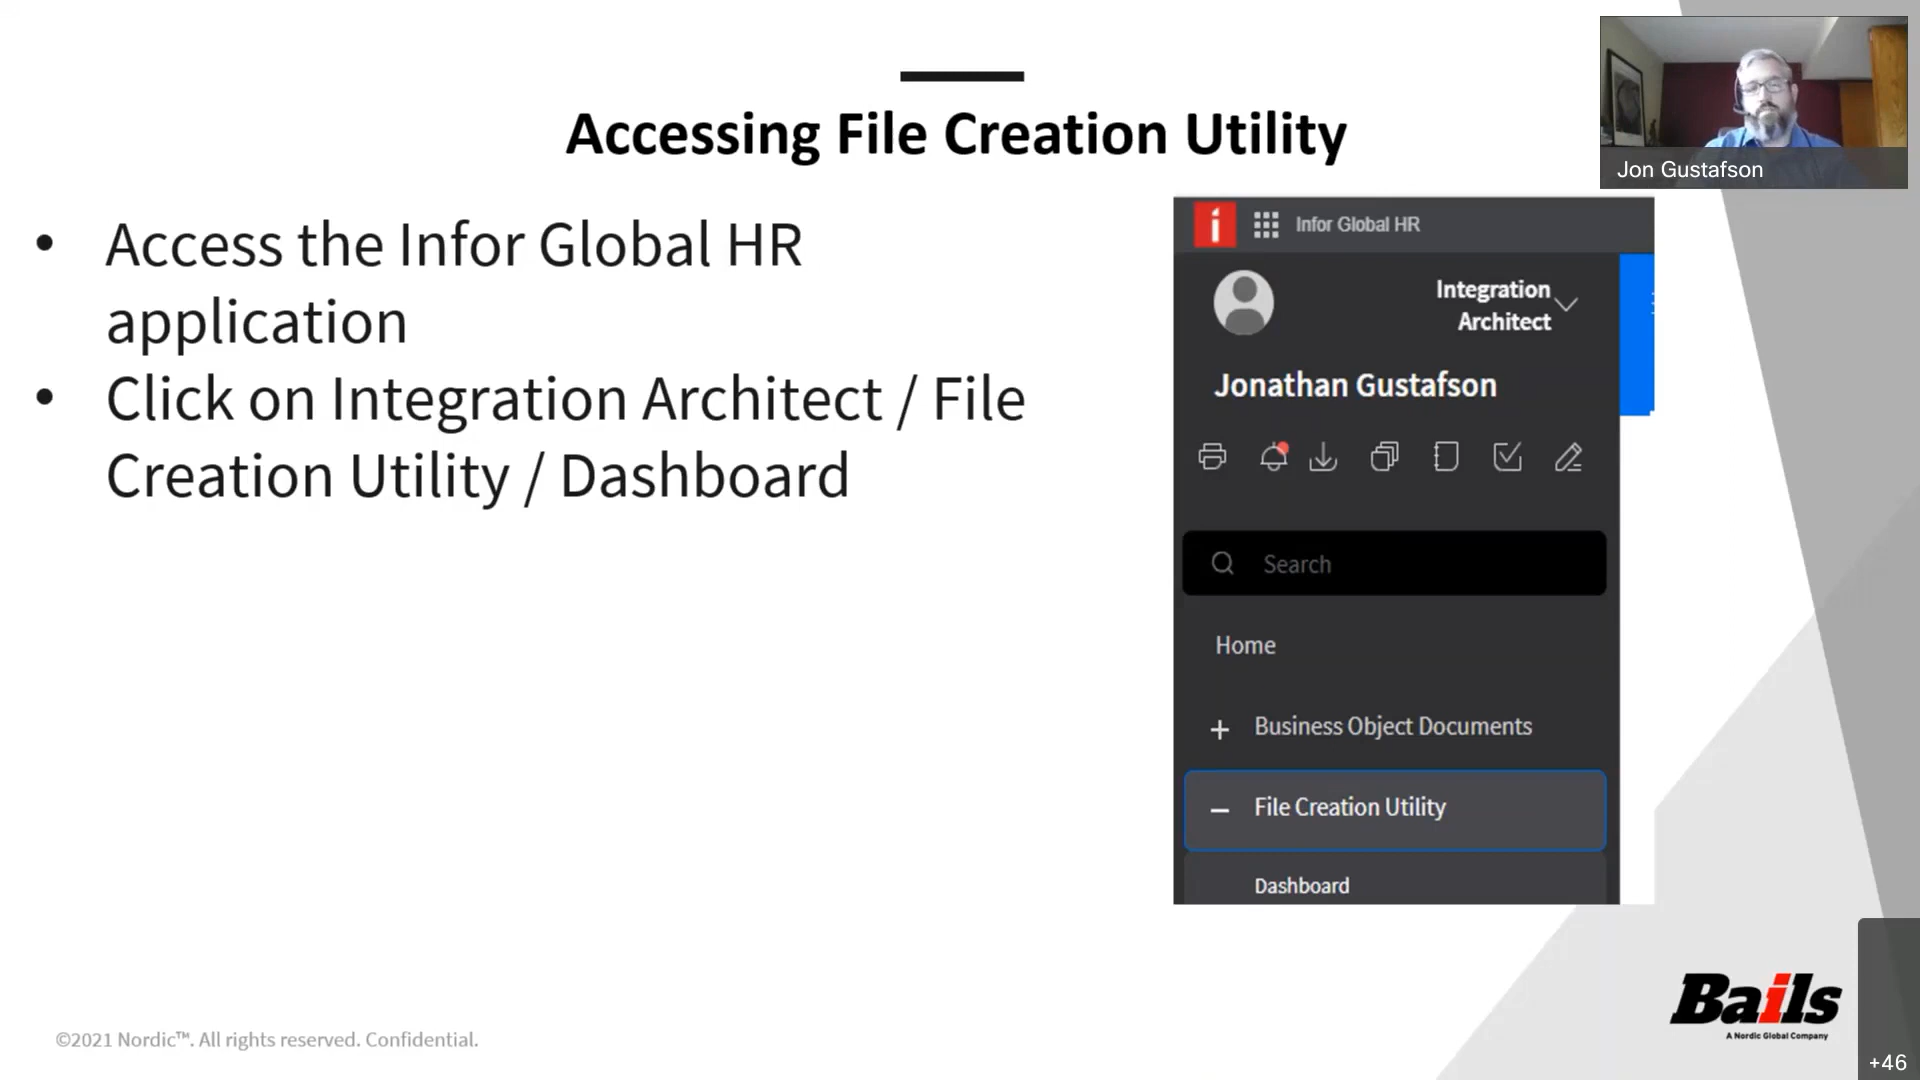 Accessing File Creation Utility
Jon Gustafson
• Access the Infor Global HR
application
• Click on Integration Architect / File
Creation Utility / Dashboard
Infor Global HR
Integration
Architect
Jonathan Gustafson
Search
Home
+ Business Object Documents
– File Creation Utility
Dashboard
Bails
A Nordic Global Company
©2021 Nordic™. All rights reserved. Confidential.
+46